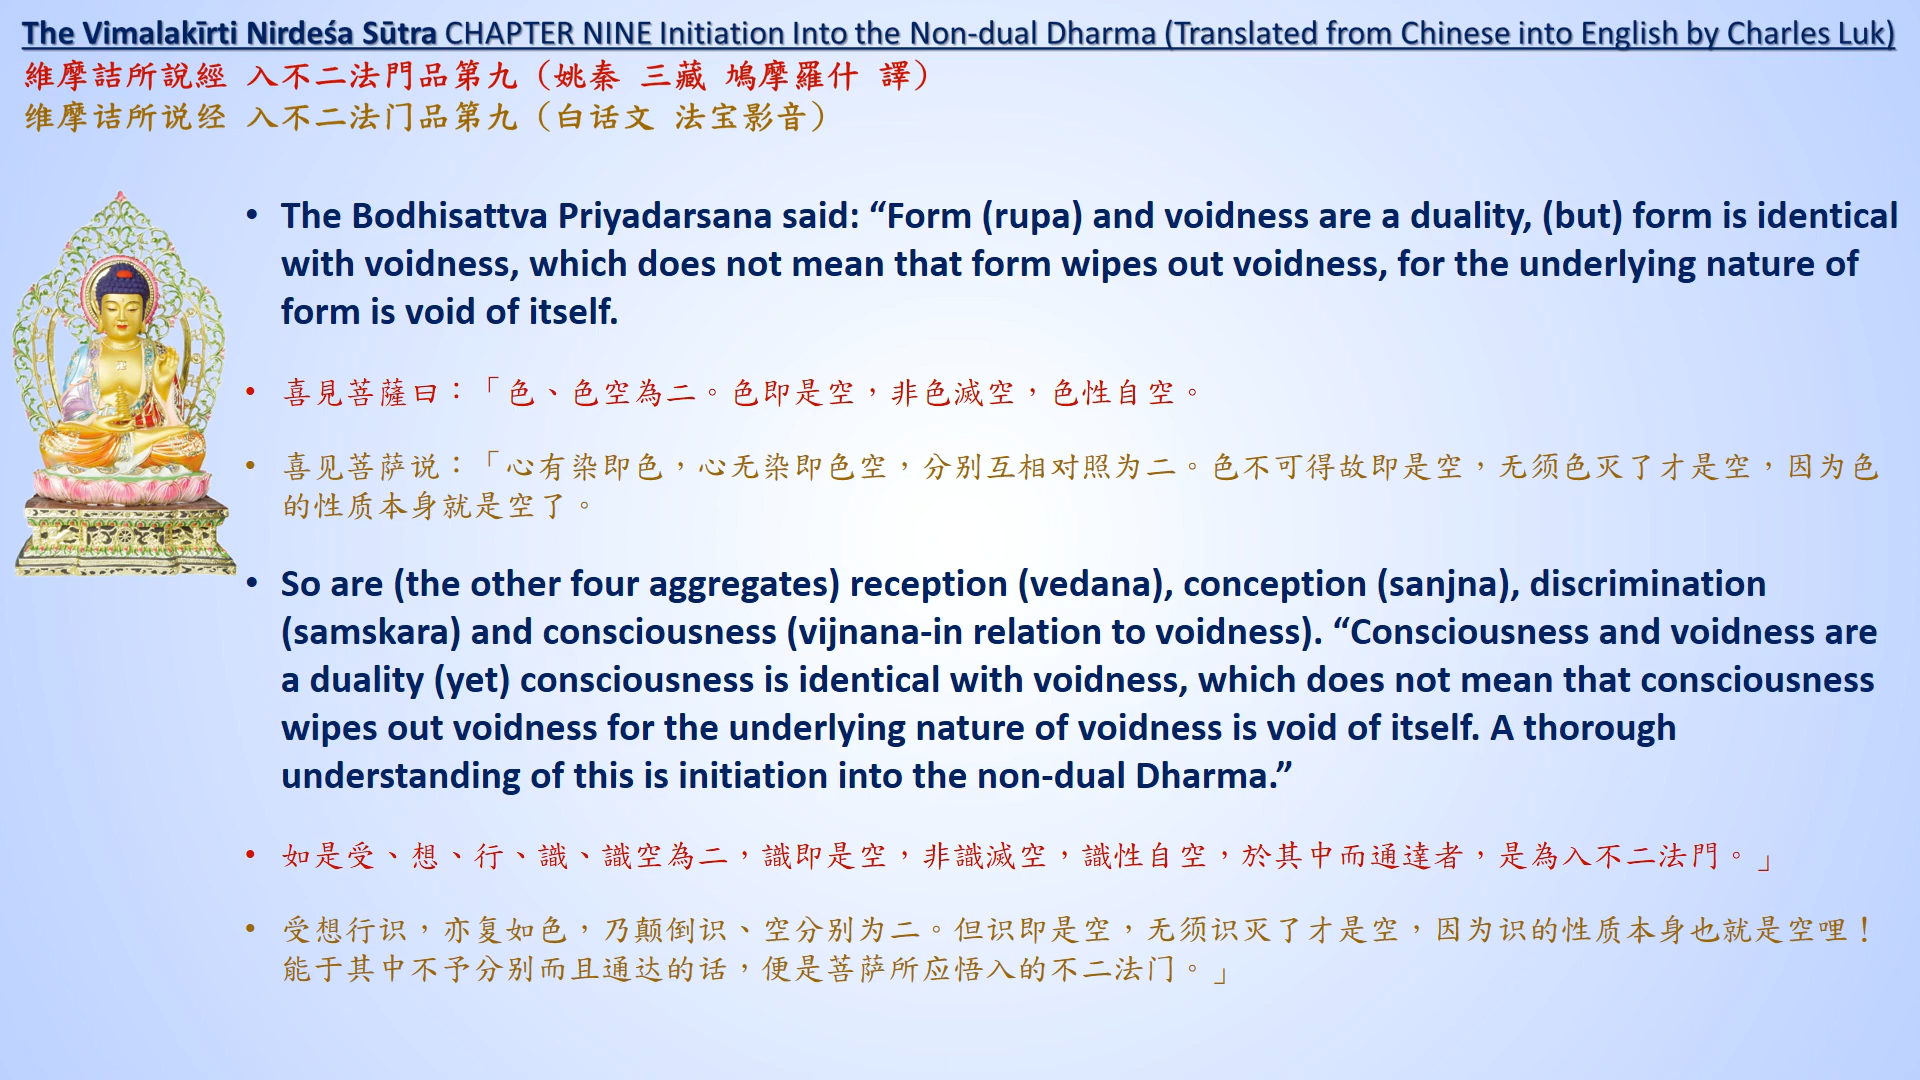 The Vimalakīrti Nirdeśa Sūtra CHAPTER NINE Initiation Into the Non-dual Dharma (Translated from Chinese into English by Charles Luk)
維摩詰所說經 入不二法門品第九（姚秦 三藏 鳩摩羅什 譯）
维摩诘所说经 入不二法门品第九（白话文 法宝影音）
• The Bodhisattva Priyadarsana said: “Form (rupa) and voidness are a duality, (but) form is identical
with voidness, which does not mean that form wipes out voidness, for the underlying nature of
form is void of itself.
• 喜見菩薩曰：「色、色空為二。色即是空，非色滅空，色性自空。
• 喜见菩萨说：「心有染即色，心无染即色空，分别互相对照为二。色不可得故即是空，无须色灭了才是空，因为色
的性质本身就是空了。
• So are (the other four aggregates) reception (vedana), conception (sanjna), discrimination
(samskara) and consciousness (vijnana-in relation to voidness). “Consciousness and voidness are
a duality (yet) consciousness is identical with voidness, which does not mean that consciousness
wipes out voidness for the underlying nature of voidness is void of itself. A thorough
understanding of this is initiation into the non-dual Dharma.”
• 如是受、想、行、識、識空為二，識即是空，非識滅空，識性自空，於其中而通達者，是為入不二法門。」
• 受想行识，亦复如色，乃颠倒识、空分别为二。但识即是空，无须识灭了才是空，因为识的性质本身也就是空哩！
能于其中不予分别而且通达的话，便是菩萨所应悟入的不二法门。」